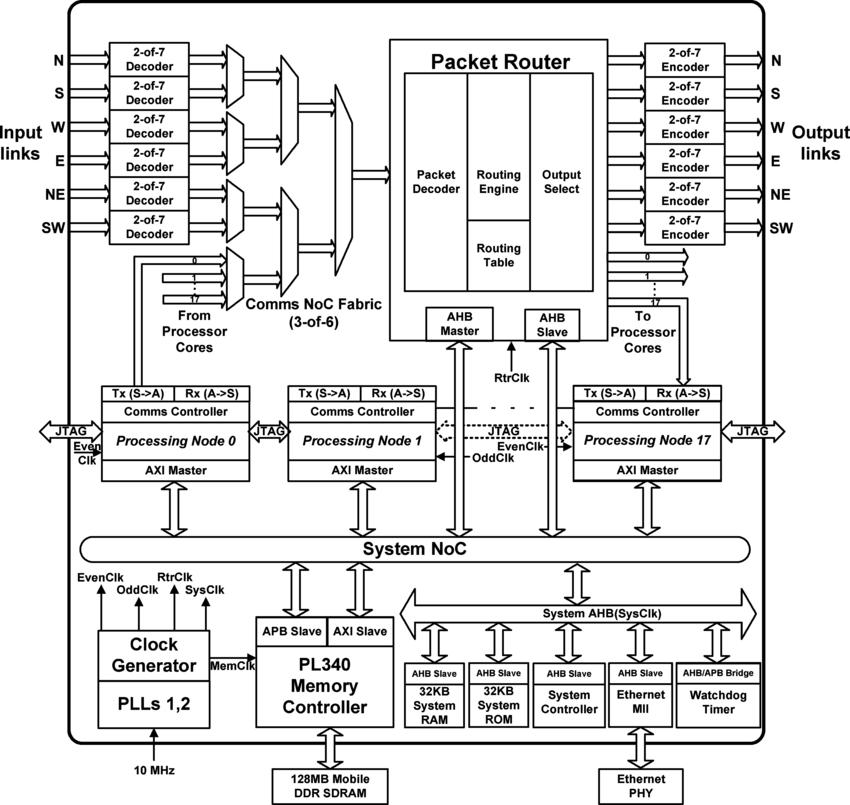 Input
links
N
S
W
E
NE
SW
2-of-7
Decoder
2-of-7
Decoder
2-of-7
Decoder
2-of-7
Decoder
2-of-7
Decoder
2-of-7
Decoder
0
1
17
From
Processor
Cores
Comms NoC Fabric
(3-of-6)
Packet Router
Packet
Decoder
Routing
Engine
Routing
Table
Output
Select
AHB
Master
AHB
Slave
RtrClk
2-of-7
Encoder
2-of-7
Encoder
2-of-7
Encoder
2-of-7
Encoder
2-of-7
Encoder
2-of-7
Encoder
N
S
W
E
NE
SW
Output
links
0
1
17
To
Processor
Cores
Tx (S->A)
Rx (A->S)
Comms Controller
Processing Node 0
AXI Master
Tx (S->A)
Rx (A->S)
Comms Controller
Processing Node 1
AXI Master
Tx (S->A)
Rx (A->S)
Comms Controller
Processing Node 17
AXI Master
JTAG
Even
Clk
JTAG
JTAG
EvenClk
OddClk
JTAG
System NoC
EvenClk
OddClk
RtrClk
SysClk
Clock
Generator
PLLs 1,2
10 MHz
MemClk
APB Slave
AXI Slave
PL340
Memory
Controller
128MB Mobile
DDR SDRAM
System AHB(SysClk)
AHB Slave
32KB
System
RAM
AHB Slave
32KB
System
ROM
AHB Slave
System
Controller
AHB Slave
Ethernet
MII
AHB/APB Bridge
Watchdog
Timer
Ethernet
PHY